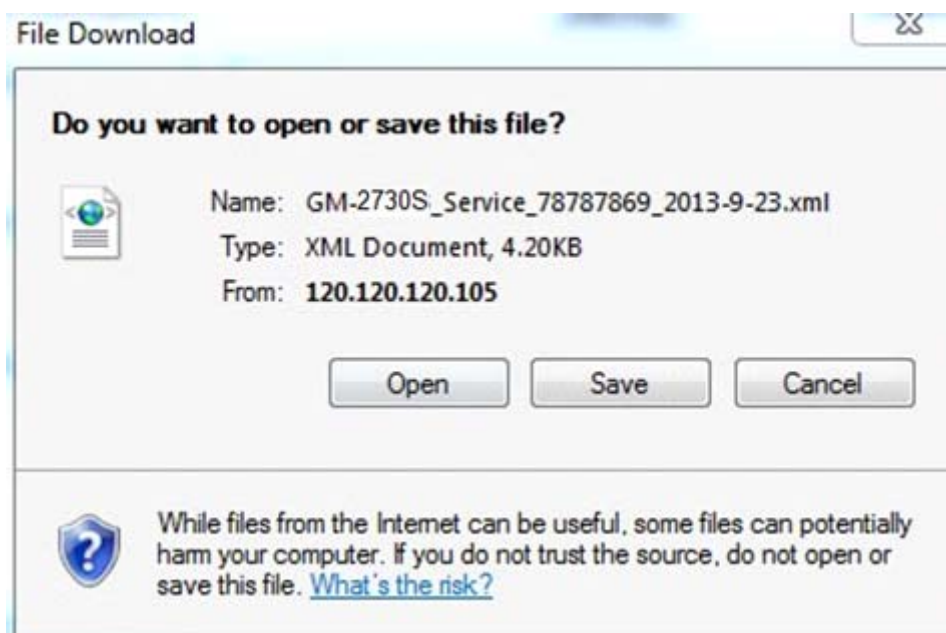 File Download
Do you want to open or save this file?
Name: GM-2730S_Service_78787869_2013-9-23.xml
Type: XML Document, 4.20KB
From: 120.120.120.105
Open Save Cancel
While files from the Internet can be useful, some files can potentially
harm your computer. If you do not trust the source, do not open or
save this file. What's the risk?